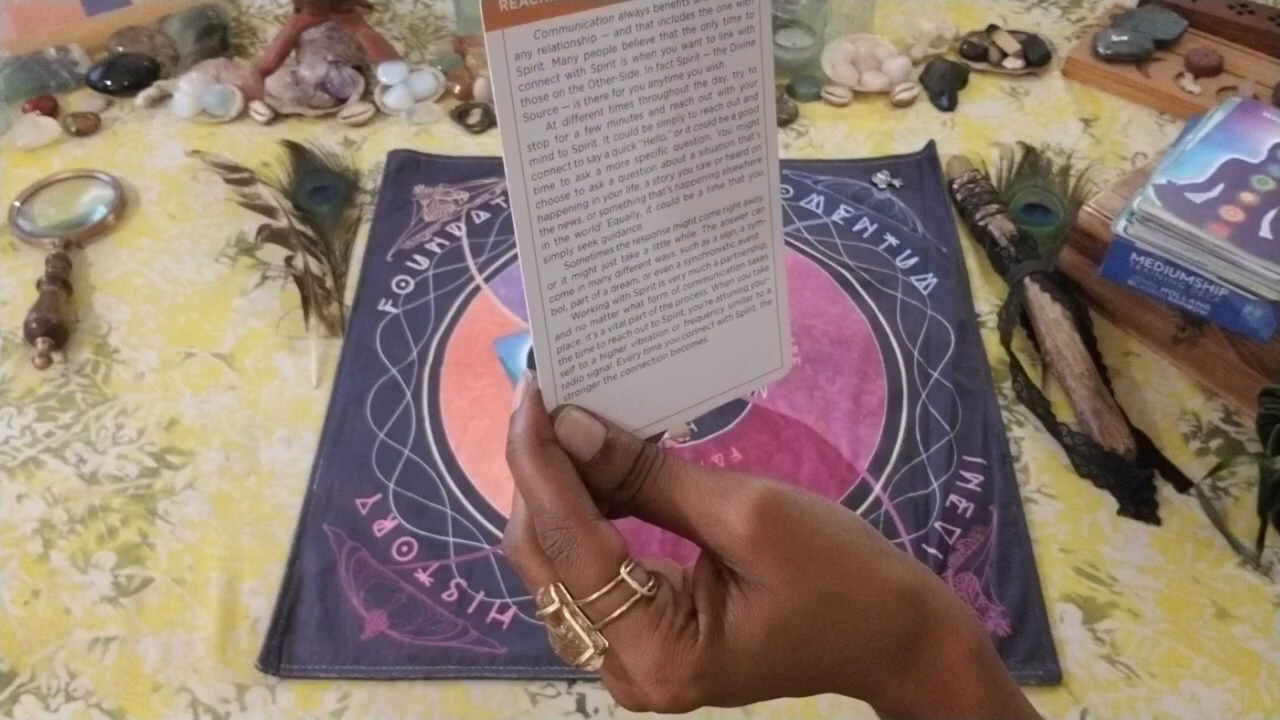 REACHI
Communication always benefits
any relationship — and that includes the one with
Spirit. Many people believe that the only time to
connect with Spirit is when you want to link with
those on the Other-Side. In fact Spirit — the Divine
Source — is there for you anytime you wish.
At different times throughout the day, try to
stop for a few minutes and reach out with your
mind to Spirit. It could be simply to reach out and
connect to say a quick "Hello," or it could be a good
time to ask a more specific question. You might
choose to ask a question about a situation that's
happening in your life, a story you saw or heard on
the news, or something that's happening elsewhere
in the world! Equally, it could be a time that you
simply seek guidance.
Sometimes the response might come right away,
or it might just take a little while. The answer can
come in many different ways, such as a sign, a sym-
bol, part of a dream, or even a synchronistic event.
Working with Spirit is very much a partnership,
and no matter what form of communication takes
place, it's a vital part of the process. When you take
the time to reach out to Spirit, you're attuning your-
self to a higher vibration or frequency similar to a
radio signal. Every time you connect with Spirit, the
stronger the connection becomes.
FOUNDAT
OMENTUM
HISTORY
MEDIUMSHIP
TRAINING DECK
JOHN HOLLAND